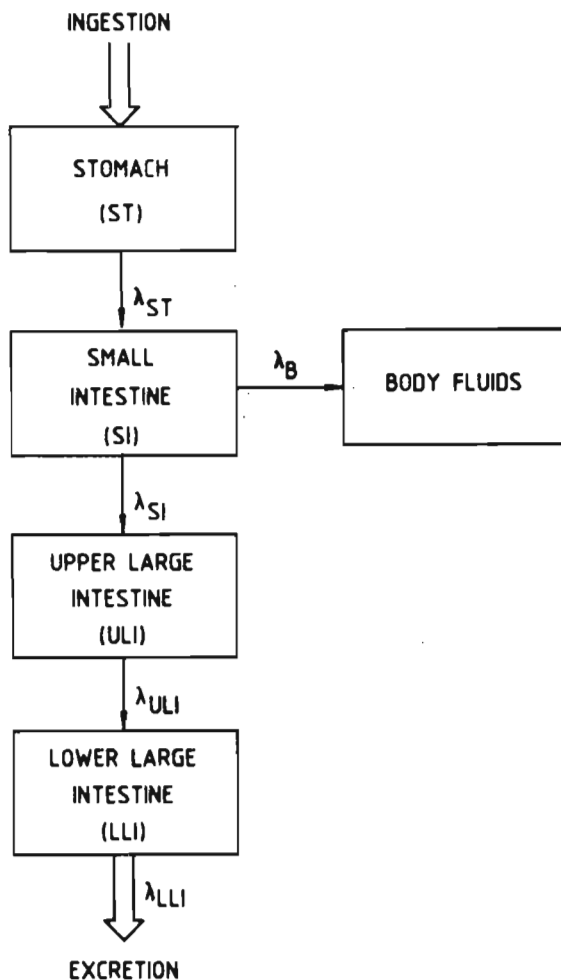 INGESTION
STOMACH
(ST)
λST
SMALL
INTESTINE
(SI)
λB
BODY FLUIDS
λSI
UPPER LARGE
INTESTINE
(ULI)
λULI
LOWER LARGE
INTESTINE
(LLI)
λLLI
EXCRETION